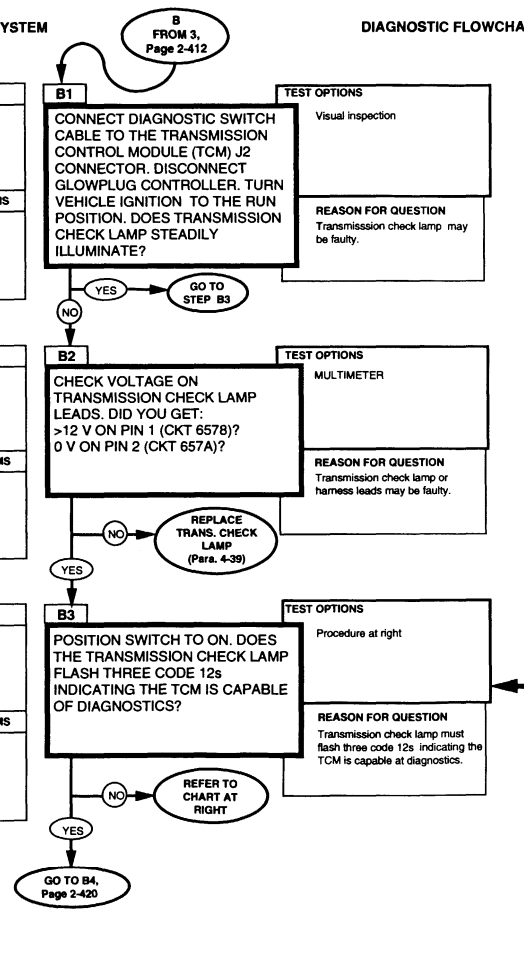 YSTEM
DIAGNOSTIC FLOWCHA
B
FROM 3,
Page 2-412
B1
CONNECT DIAGNOSTIC SWITCH
CABLE TO THE TRANSMISSION
CONTROL MODULE (TCM) J2
CONNECTOR. DISCONNECT
GLOWPLUG CONTROLLER. TURN
VEHICLE IGNITION TO THE RUN
POSITION. DOES TRANSMISSION
CHECK LAMP STEADILY
ILLUMINATE?
TEST OPTIONS
Visual inspection
REASON FOR QUESTION
Transmisssion check lamp may
be faulty.
YES
GO TO
STEP B3
NO
B2
CHECK VOLTAGE ON
TRANSMISSION CHECK LAMP
LEADS. DID YOU GET:
>12 V ON PIN 1 (CKT 6578)?
0 V ON PIN 2 (CKT 657A)?
TEST OPTIONS
MULTIMETER
REASON FOR QUESTION
Transmission check lamp or
harness leads may be faulty.
NO
REPLACE
TRANS. CHECK
LAMP
(Para. 4-39)
YES
B3
POSITION SWITCH TO ON. DOES
THE TRANSMISSION CHECK LAMP
FLASH THREE CODE 12s
INDICATING THE TCM IS CAPABLE
OF DIAGNOSTICS?
TEST OPTIONS
Procedure at right
REASON FOR QUESTION
Transmission check lamp must
flash three code 12s indicating the
TCM is capable at diagnostics.
NO
REFER TO
CHART AT
RIGHT
YES
GO TO B4,
Page 2-420